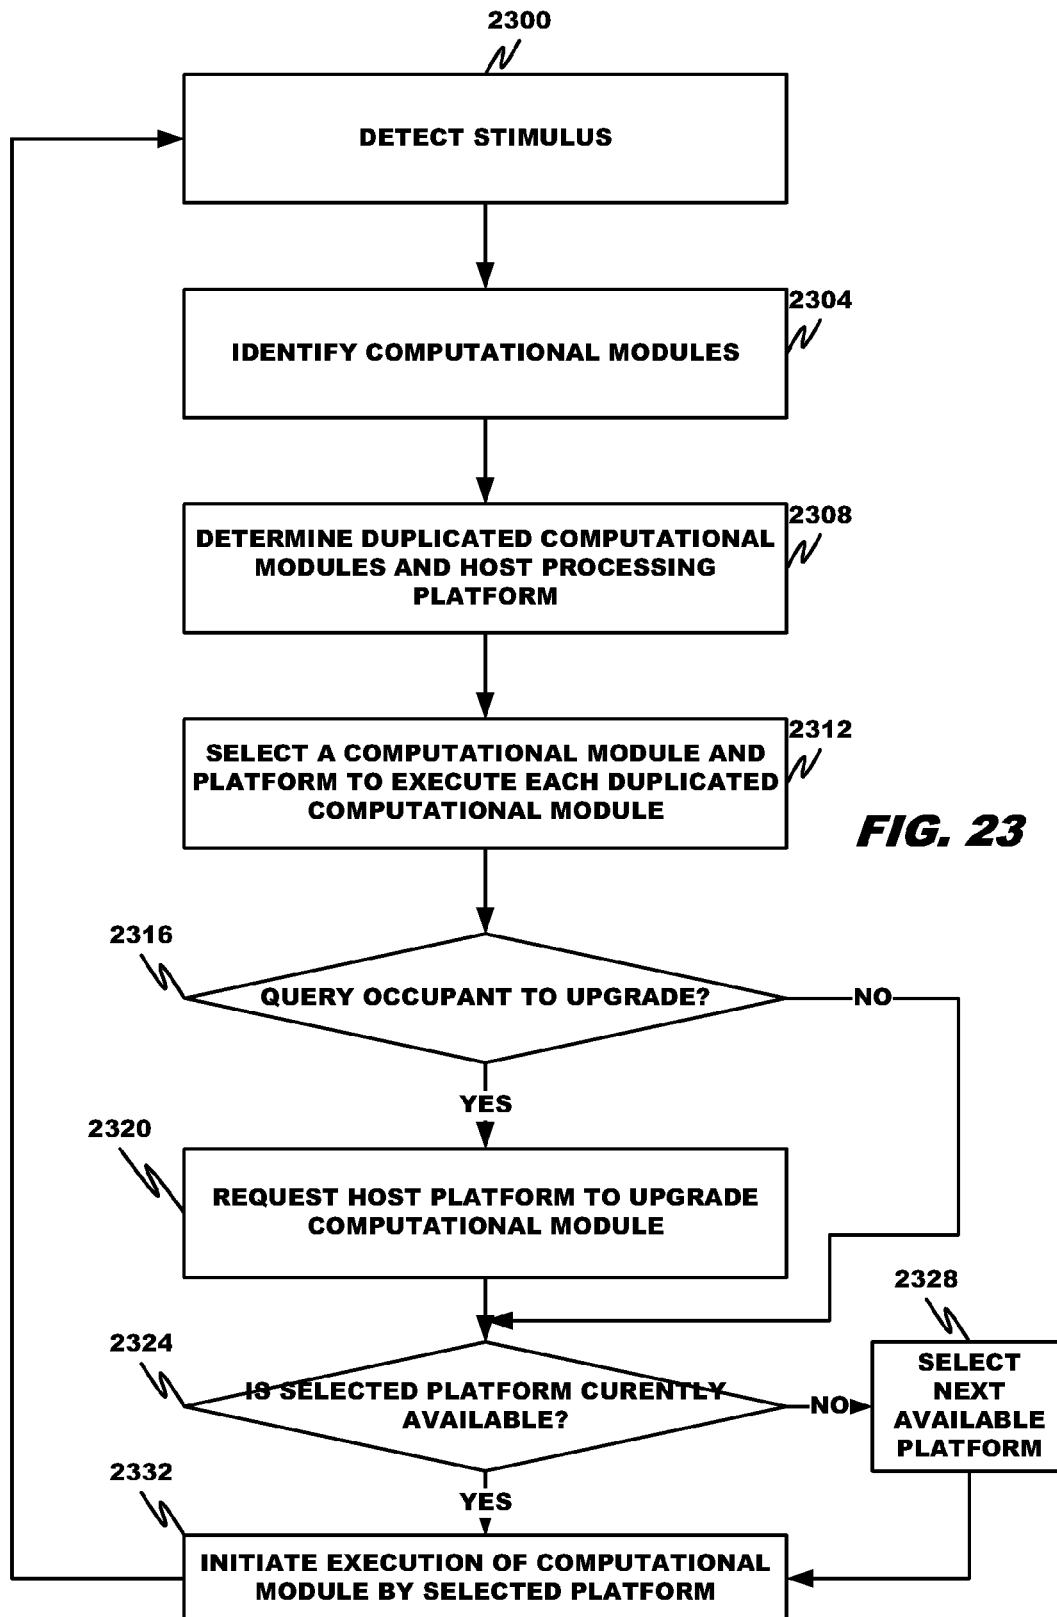 2300
DETECT STIMULUS
2304
IDENTIFY COMPUTATIONAL MODULES
2308
DETERMINE DUPLICATED COMPUTATIONAL
MODULES AND HOST PROCESSING
PLATFORM
2312
SELECT A COMPUTATIONAL MODULE AND
PLATFORM TO EXECUTE EACH DUPLICATED
COMPUTATIONAL MODULE
FIG. 23
2316
QUERY OCCUPANT TO UPGRADE?
NO
YES
2320
REQUEST HOST PLATFORM TO UPGRADE
COMPUTATIONAL MODULE
2324
IS SELECTED PLATFORM CURENTLY
AVAILABLE?
NO
2328
SELECT
NEXT
AVAILABLE
PLATFORM
YES
2332
INITIATE EXECUTION OF COMPUTATIONAL
MODULE BY SELECTED PLATFORM